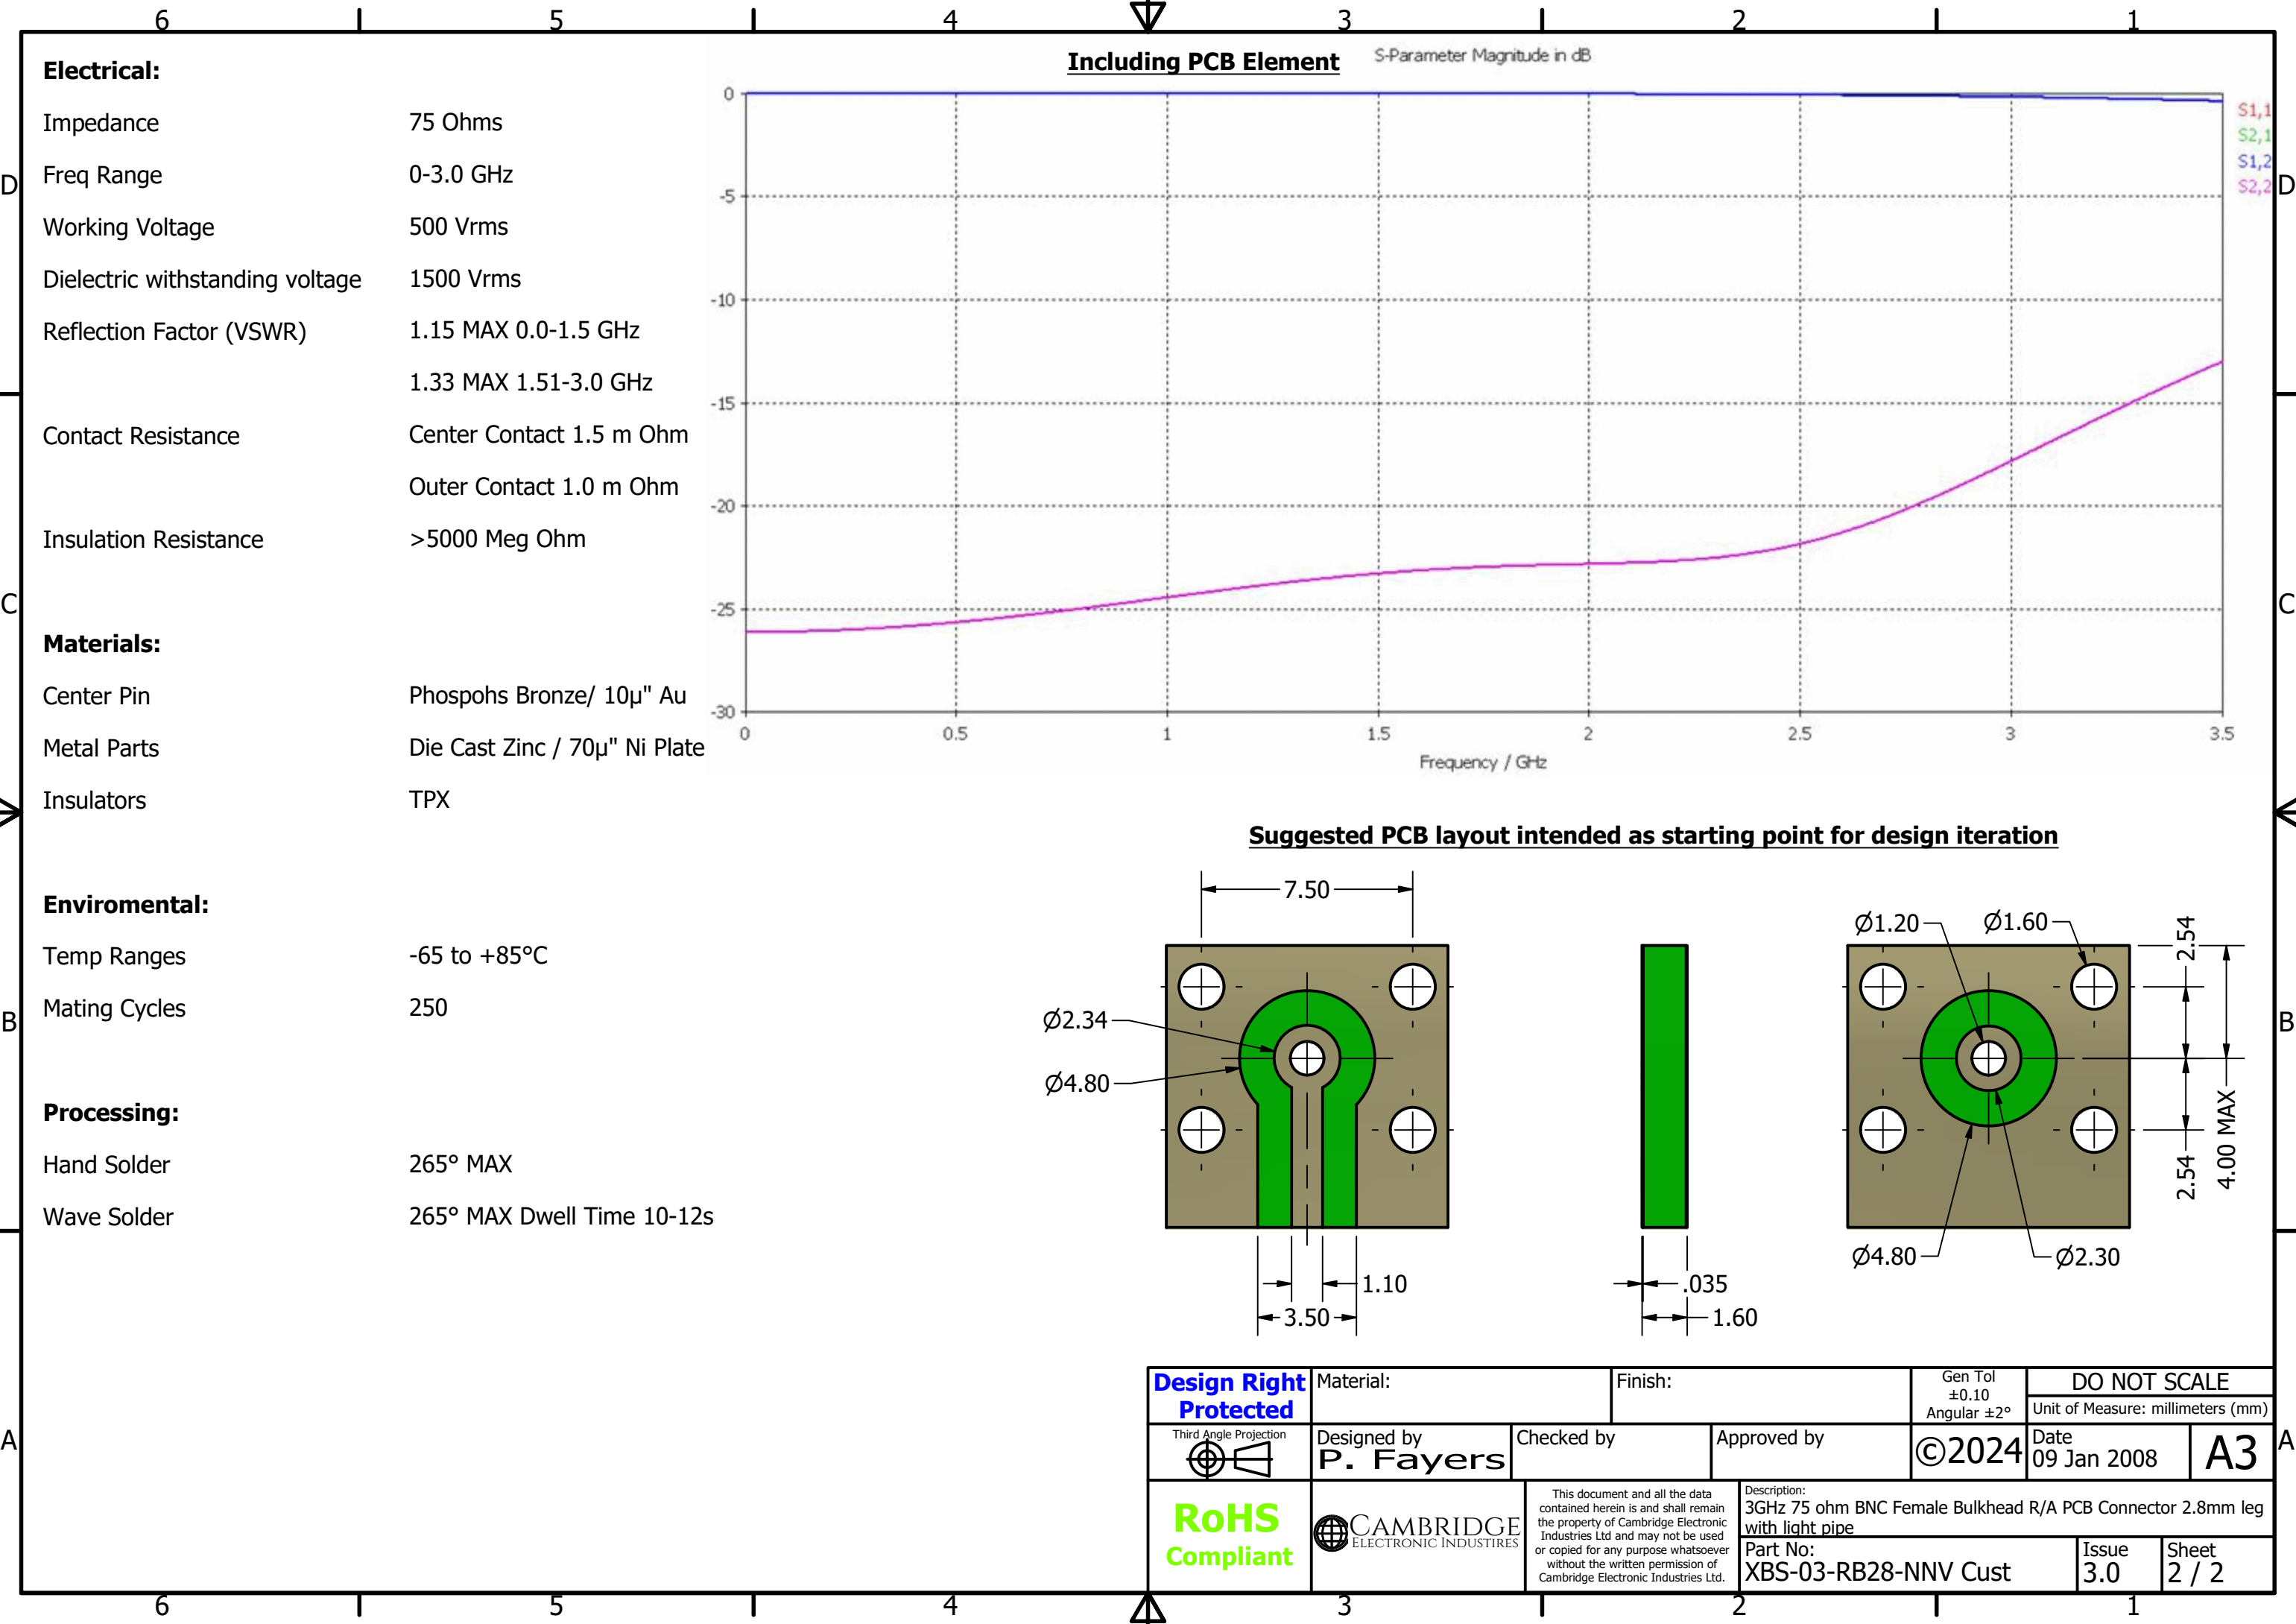 6 5 4 3 2 1
Electrical:
Impedance 75 Ohms
Freq Range 0-3.0 GHz
Working Voltage 500 Vrms
Dielectric withstanding voltage 1500 Vrms
Reflection Factor (VSWR) 1.15 MAX 0.0-1.5 GHz
1.33 MAX 1.51-3.0 GHz
Contact Resistance Center Contact 1.5 m Ohm
Outer Contact 1.0 m Ohm
Insulation Resistance >5000 Meg Ohm
Materials:
Center Pin Phospohs Bronze/ 10µ" Au
Metal Parts Die Cast Zinc / 70µ" Ni Plate
Insulators TPX
Enviromental:
Temp Ranges -65 to +85°C
Mating Cycles 250
Processing:
Hand Solder 265° MAX
Wave Solder 265° MAX Dwell Time 10-12s
Including PCB Element
S-Parameter Magnitude in dB
0
-5
-10
-15
-20
-25
-30
0 0.5 1 1.5 2 2.5 3 3.5
Frequency / GHz
S1,1
S2,1
S1,2
S2,2
D
C
B
A
D
C
B
A
Suggested PCB layout intended as starting point for design iteration
7.50
Ø2.34
Ø4.80
1.10
3.50
.035
1.60
Ø1.20
Ø1.60
2.54
2.54
4.00 MAX
Ø4.80
Ø2.30
Design Right
Protected
Material:
Finish:
Gen Tol
±0.10
Angular ±2°
DO NOT SCALE
Unit of Measure: millimeters (mm)
Third Angle Projection
Designed by
P. Fayers
Checked by
Approved by
©2024
Date
09 Jan 2008
A3
RoHS
Compliant
CAMBRIDGE
ELECTRONIC INDUSTIRES
This document and all the data
contained herein is and shall remain
the property of Cambridge Electronic
Industries Ltd and may not be used
or copied for any purpose whatsoever
without the written permission of
Cambridge Electronic Industries Ltd.
Description:
3GHz 75 ohm BNC Female Bulkhead R/A PCB Connector 2.8mm leg
with light pipe
Part No:
XBS-03-RB28-NNV Cust
Issue
3.0
Sheet
2 / 2
6 5 4 3 2 1